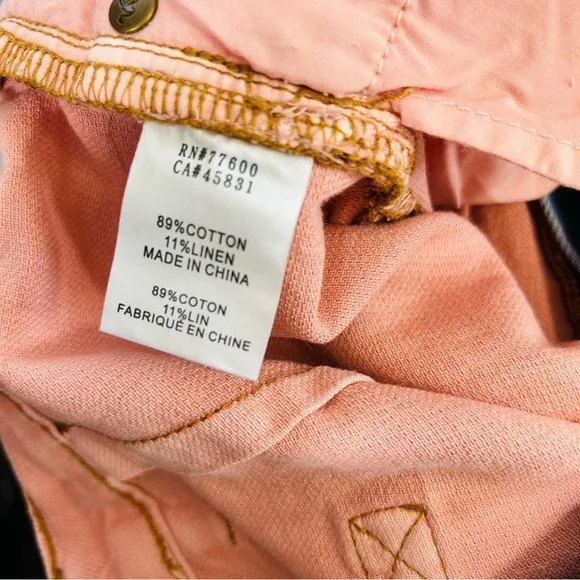 RN#77600
CA#45831
89%COTTON
11%LINEN
MADE IN CHINA
89%COTON
11%LIN
FABRIQUÉ EN CHINE